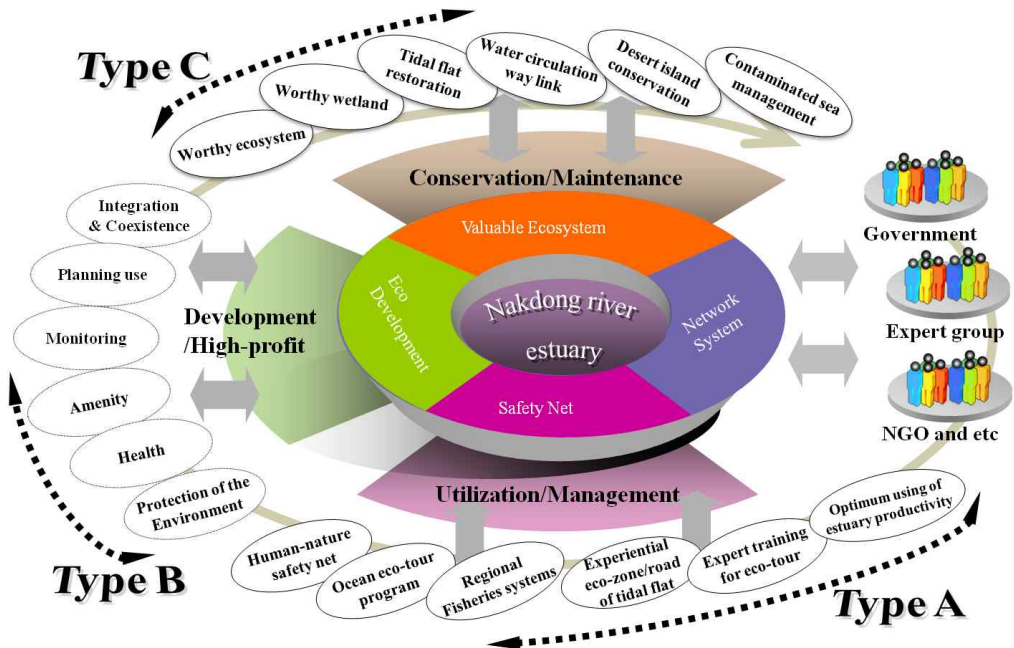 Type C
Worthy ecosystem
Worthy wetland
Tidal flat
restoration
Water circulation
way link
Desert island
conservation
Contaminated sea
management
Conservation/Maintenance
Valuable Ecosystem
Eco
Development
Network
System
Safety Net
Nakdong river
estuary
Development
/High-profit
Utilization/Management
Government
Expert group
NGO and etc
Integration
& Coexistence
Planning use
Monitoring
Amenity
Health
Protection of the
Environment
Type B
Human-nature
safety net
Ocean eco-tour
program
Regional
Fisheries systems
Experiential
eco-zone/road
of tidal flat
Expert training
for eco-tour
Optimum using of
estuary productivity
Type A